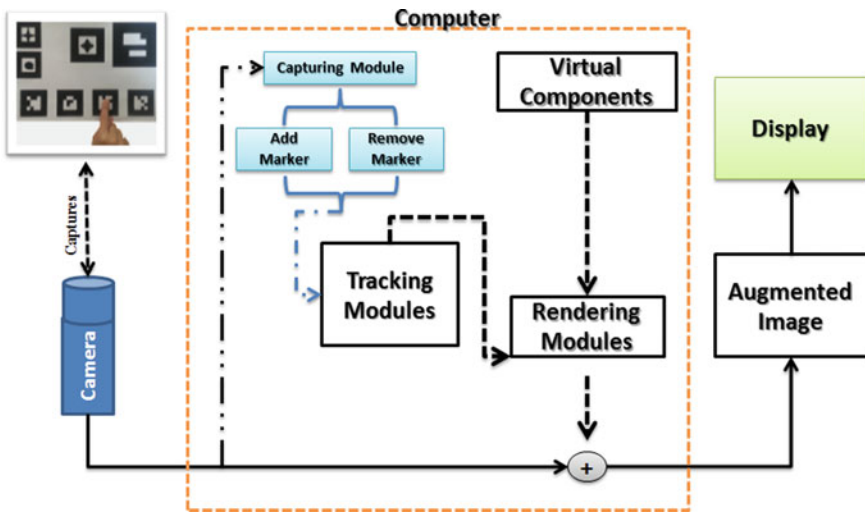 Computer
Capturing Module
Virtual
Components
Add
Marker
Remove
Marker
Display
Captures
Tracking
Modules
Rendering
Modules
Augmented
Image
Camera
+